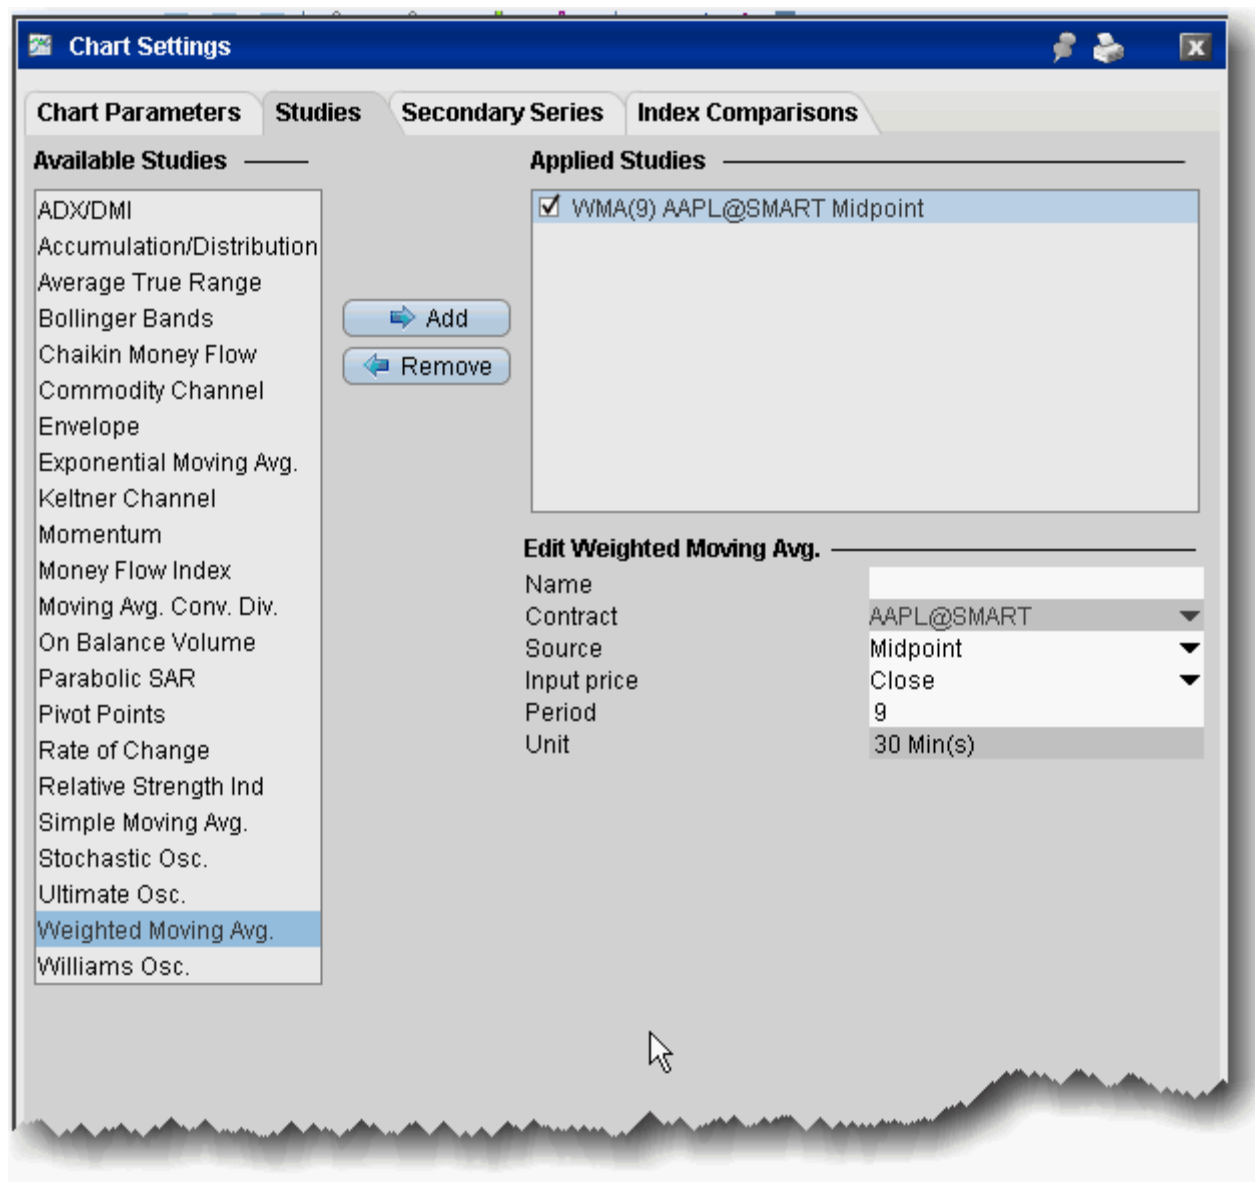 Chart Settings
Chart Parameters Studies Secondary Series Index Comparisons
Available Studies
ADX/DMI
Accumulation/Distribution
Average True Range
Bollinger Bands
Chaikin Money Flow
Commodity Channel
Envelope
Exponential Moving Avg.
Keltner Channel
Momentum
Money Flow Index
Moving Avg. Conv. Div.
On Balance Volume
Parabolic SAR
Pivot Points
Rate of Change
Relative Strength Ind
Simple Moving Avg.
Stochastic Osc.
Ultimate Osc.
Weighted Moving Avg.
Williams Osc.
Add
Remove
Applied Studies
WMA(9) AAPL@SMART Midpoint
Edit Weighted Moving Avg.
Name
Contract AAPL@SMART
Source Midpoint
Input price Close
Period 9
Unit 30 Min(s)